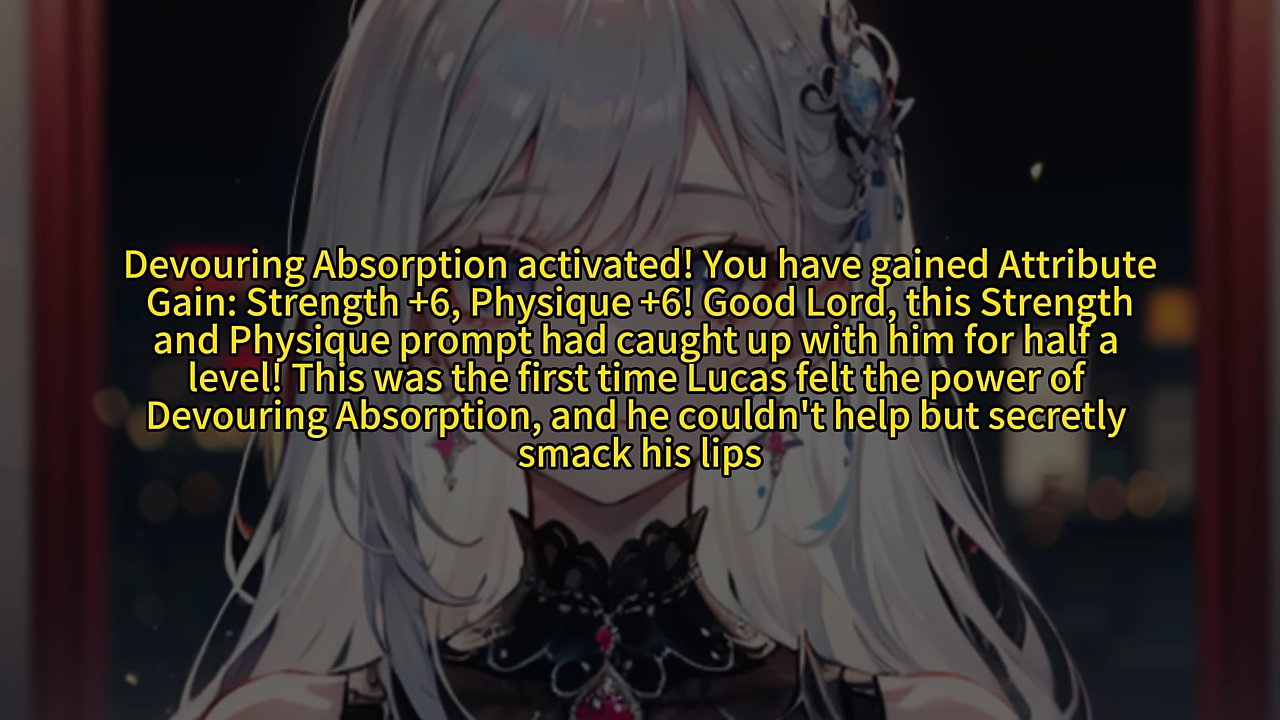 Devouring Absorption activated! You have gained Attribute
Gain: Strength +6, Physique +6! Good Lord, this Strength
and Physique prompt had caught up with him for half a
level! This was the first time Lucas felt the power of
Devouring Absorption, and he couldn't help but secretly
smack his lips